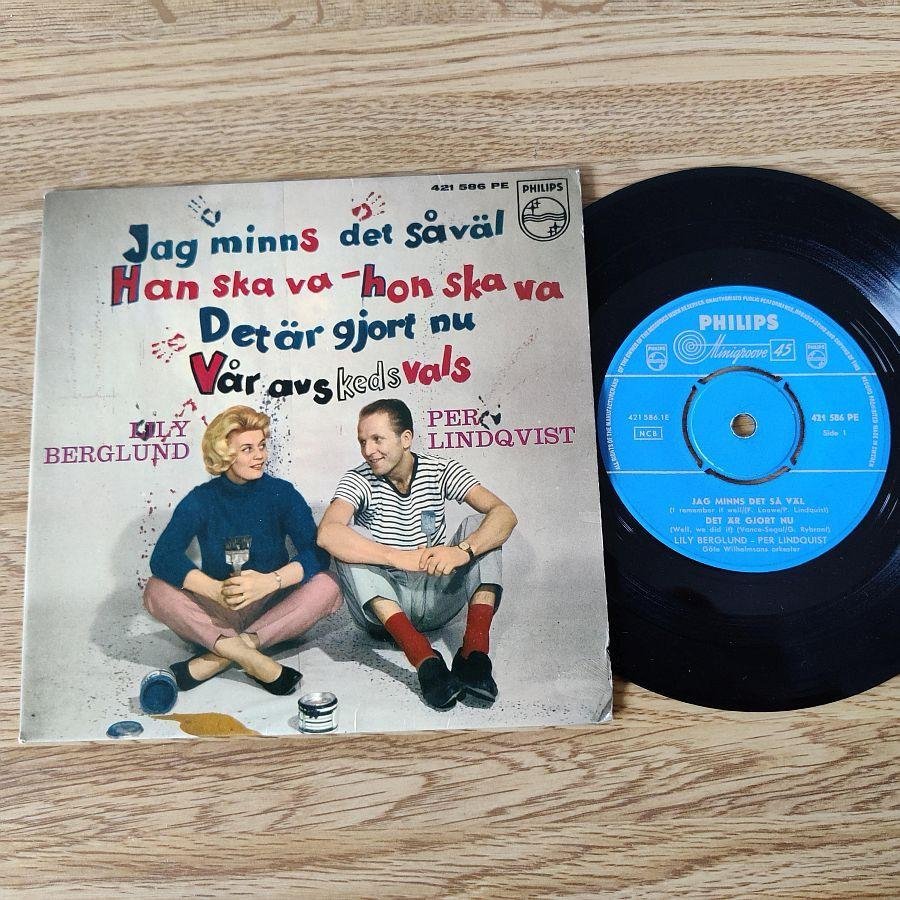 421 586 PE
PHILIPS
Jag minns det såväl
Han ska va - hon ska va
Det är gjort nu
Vår avskedsvals
LILY BERGLUND
PER LINDQVIST
PHILIPS
Minigroove 45
421 586.1E
NCB
421 586 PE
Side 1
JAG MINNS DET SÅ VÄL
(I remember it well)(F. Loewe/P. Lindquist)
DET ÄR GJORT NU
(Well, we did it) (Vance-Segal/G. Rybrant)
LILY BERGLUND - PER LINDQUIST
Göte Wilhelmsons orkester